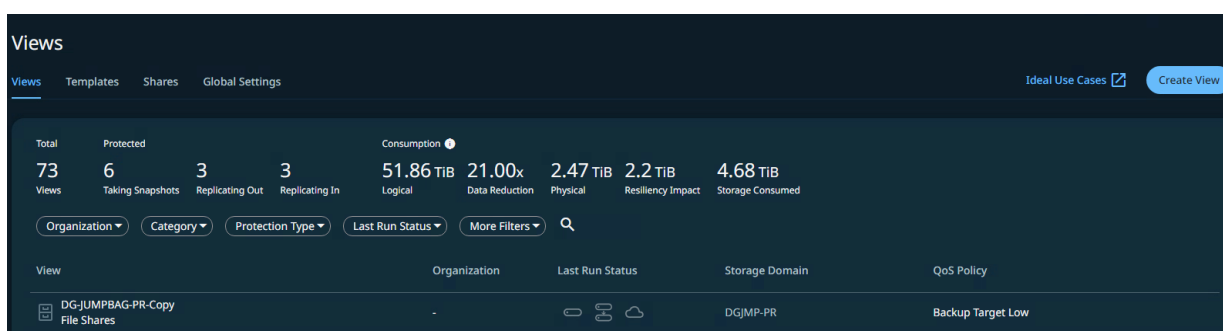 Views
Views Templates Shares Global Settings Ideal Use Cases Create View
Total Protected Consumption
73 6 3 3 51.86 TiB 21.00x 2.47 TiB 2.2 TiB 4.68 TiB
Views Taking Snapshots Replicating Out Replicating In Logical Data Reduction Physical Resiliency Impact Storage Consumed
Organization Category Protection Type Last Run Status More Filters
View Organization Last Run Status Storage Domain QoS Policy
DG-JUMPBAG-PR-Copy
File Shares - DGJMP-PR Backup Target Low